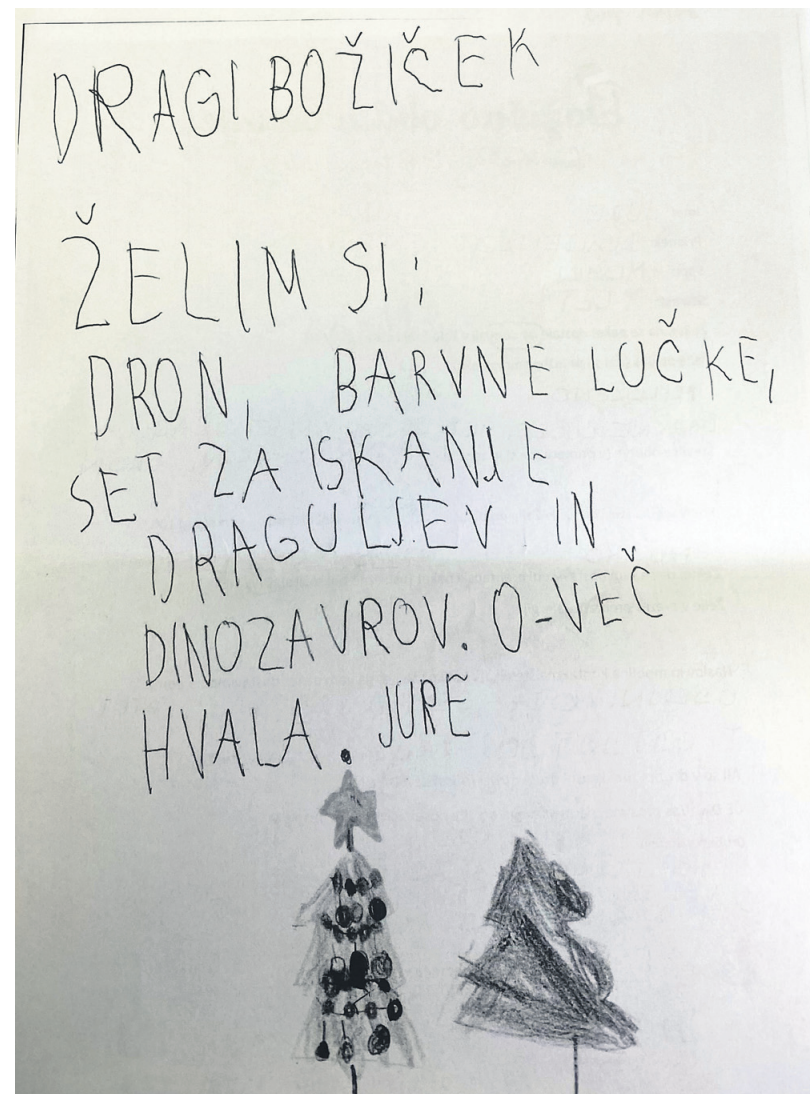 DRAGI BOŽIČEK
ŽELIM SI;
DRON, BARVNE LUČKE,
SET ZA ISKANJE
DRAGULJEV IN
DINOZAVROV. O-VEČ
HVALA. JURE